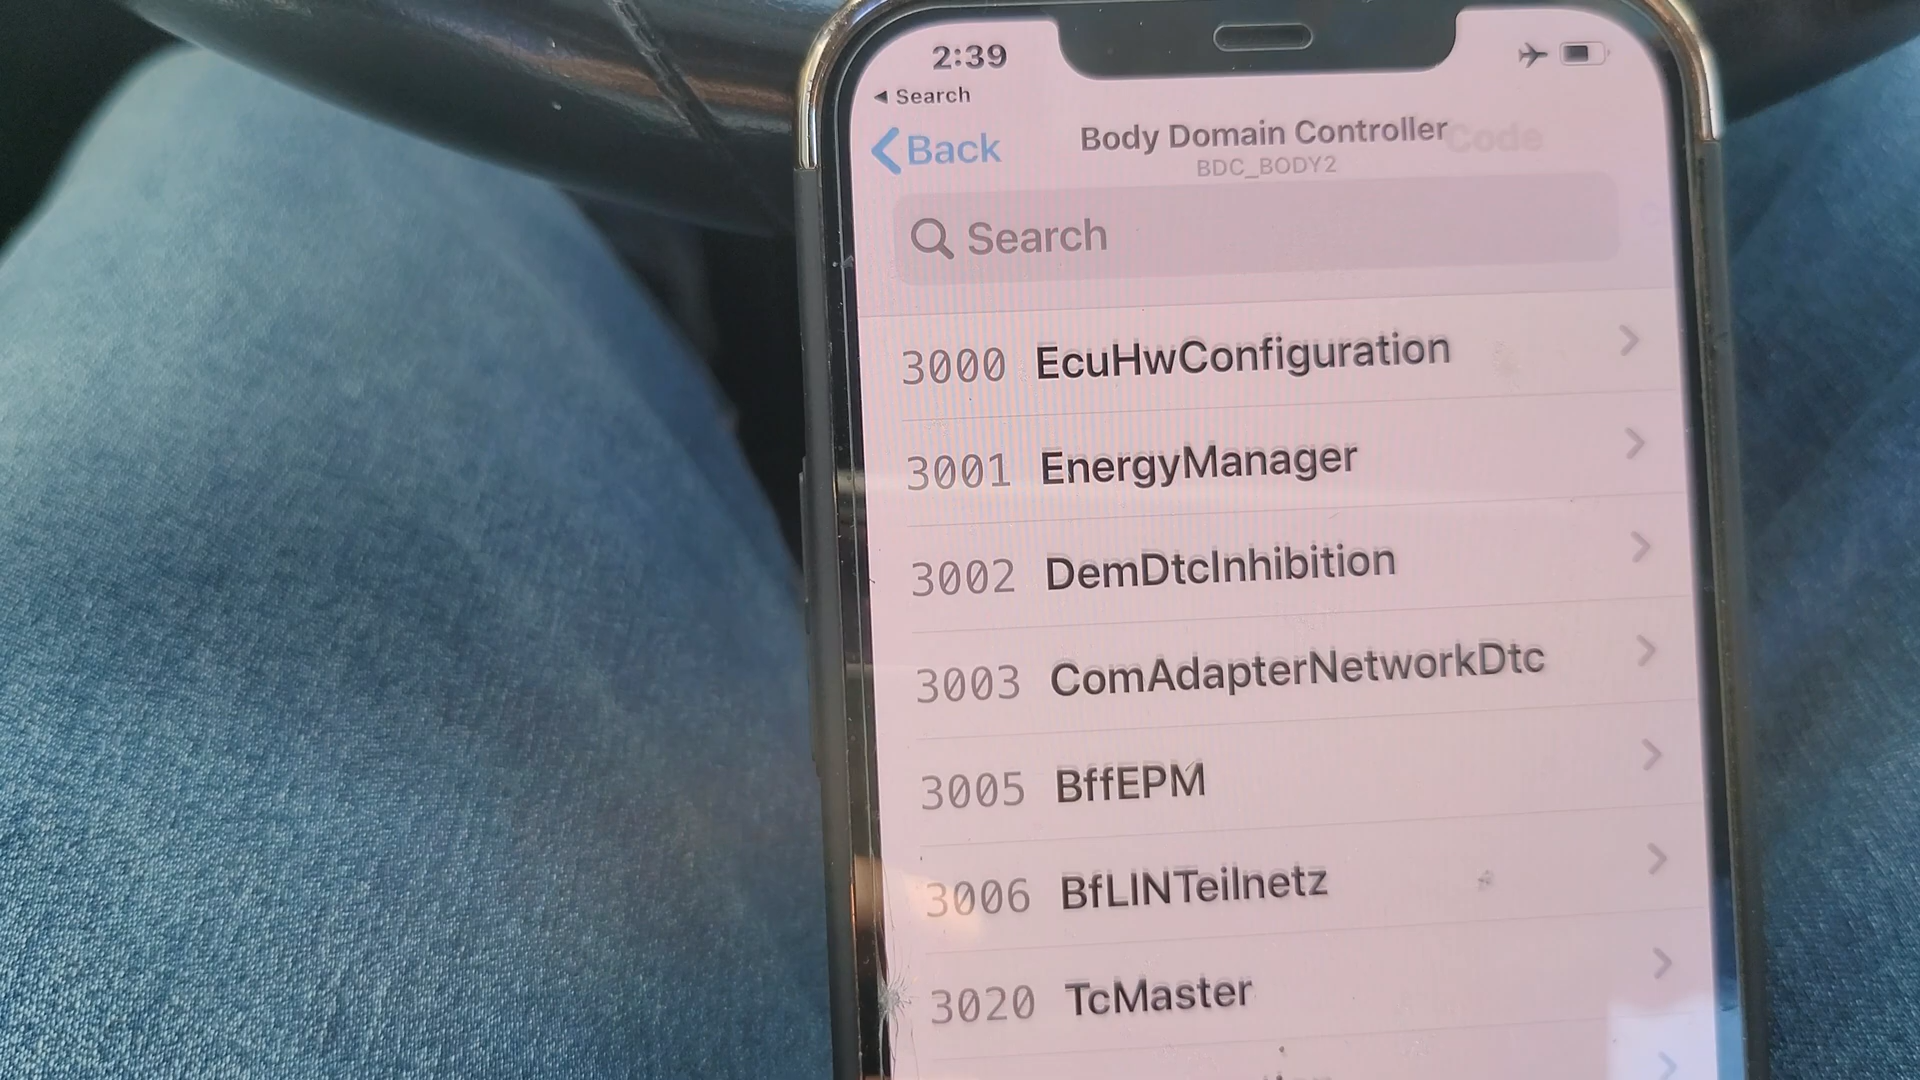 2:39
Search
Back
Body Domain Controller
Code
BDC_BODY2
Search
3000 EcuHwConfiguration
3001 EnergyManager
3002 DemDtcInhibition
3003 ComAdapterNetworkDtc
3005 BffEPM
3006 BfLINTeilnetz
3020 TcMaster